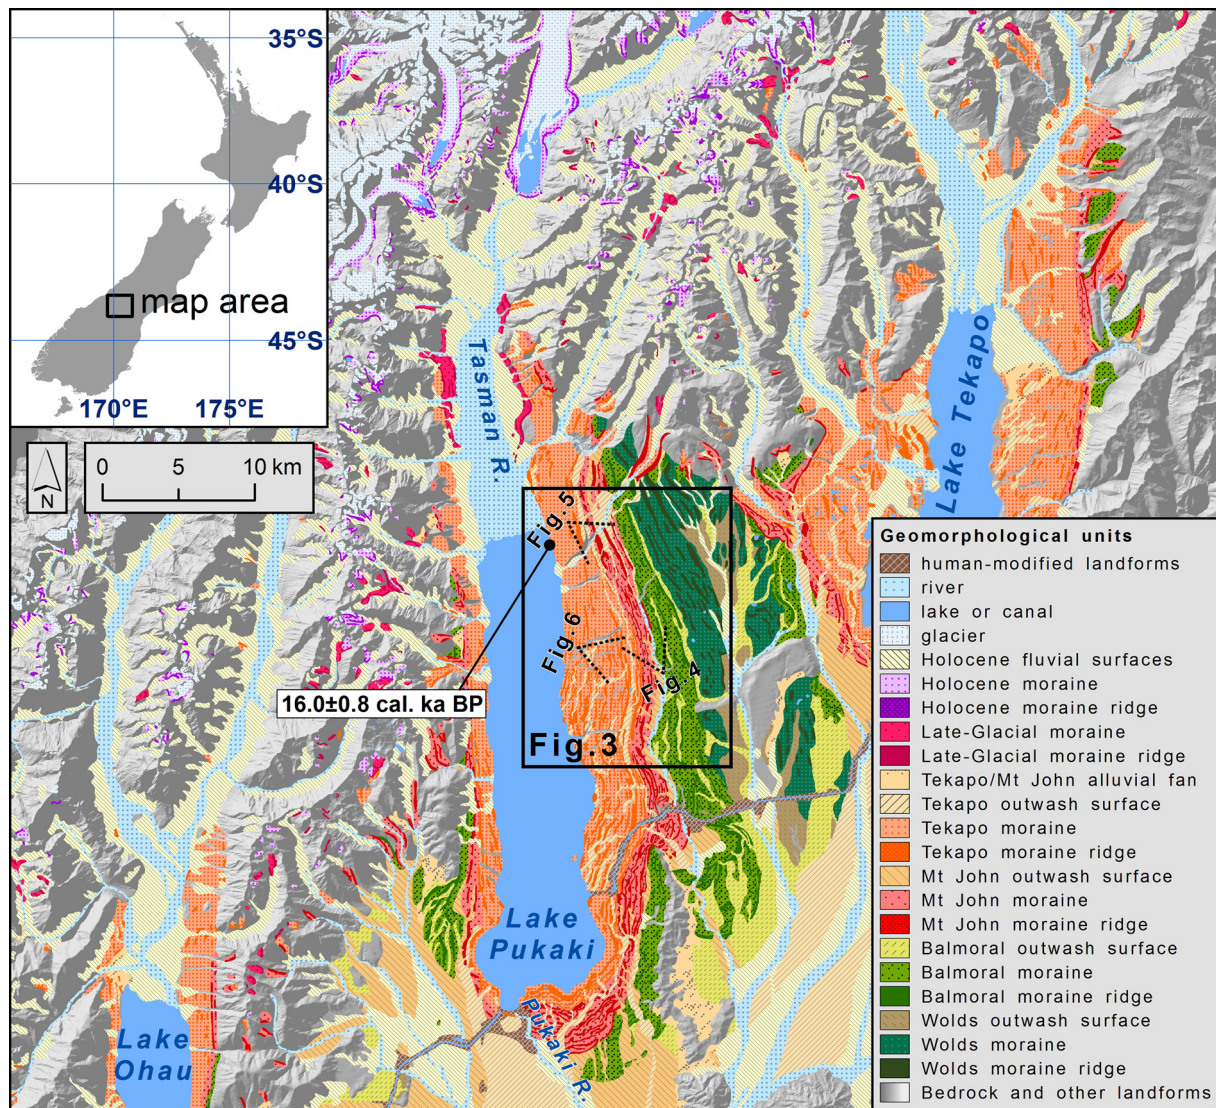 35°S
40°S
map area
45°S
170°E 175°E
0 5 10 km
N
Tasman R.
Lake Tekapo
Fig.5
Fig.6
Fig.4
16.0±0.8 cal. ka BP
Fig.3
Lake
Pukaki
Pukaki R.
Lake
Ohau
Geomorphological units
human-modified landforms
river
lake or canal
glacier
Holocene fluvial surfaces
Holocene moraine
Holocene moraine ridge
Late-Glacial moraine
Late-Glacial moraine ridge
Tekapo/Mt John alluvial fan
Tekapo outwash surface
Tekapo moraine
Tekapo moraine ridge
Mt John outwash surface
Mt John moraine
Mt John moraine ridge
Balmoral outwash surface
Balmoral moraine
Balmoral moraine ridge
Wolds outwash surface
Wolds moraine
Wolds moraine ridge
Bedrock and other landforms